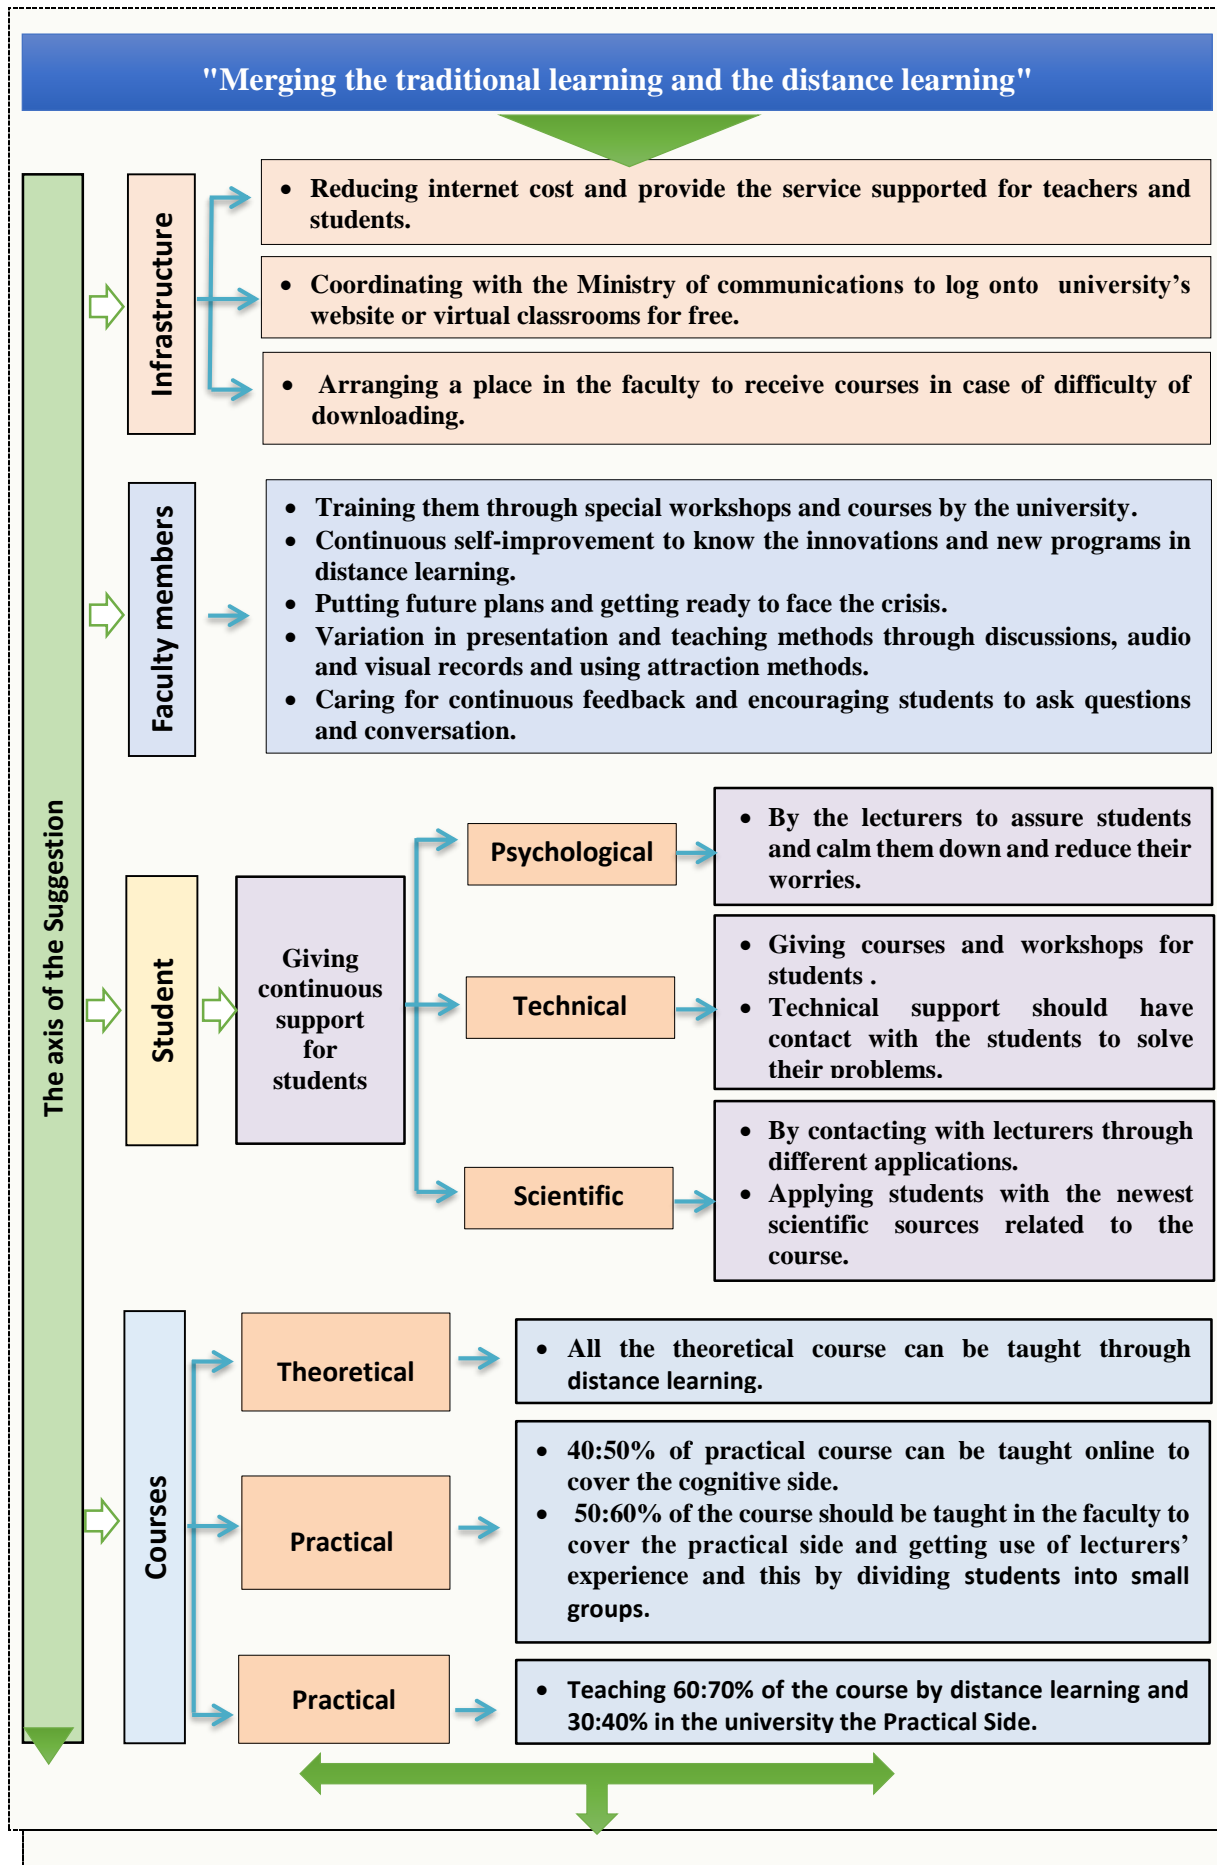 "Merging the traditional learning and the distance learning"
The axis of the Suggestion
Infrastructure
• Reducing internet cost and provide the service supported for teachers and
students.
• Coordinating with the Ministry of communications to log onto university’s
website or virtual classrooms for free.
• Arranging a place in the faculty to receive courses in case of difficulty of
downloading.
Faculty members
• Training them through special workshops and courses by the university.
• Continuous self-improvement to know the innovations and new programs in
distance learning.
• Putting future plans and getting ready to face the crisis.
• Variation in presentation and teaching methods through discussions, audio
and visual records and using attraction methods.
• Caring for continuous feedback and encouraging students to ask questions
and conversation.
Student
Giving
continuous
support
for
students
Psychological
• By the lecturers to assure students
and calm them down and reduce their
worries.
Technical
• Giving courses and workshops for
students .
• Technical support should have
contact with the students to solve
their problems.
Scientific
• By contacting with lecturers through
different applications.
• Applying students with the newest
scientific sources related to the
course.
Courses
Theoretical
• All the theoretical course can be taught through
distance learning.
Practical
• 40:50% of practical course can be taught online to
cover the cognitive side.
• 50:60% of the course should be taught in the faculty to
cover the practical side and getting use of lecturers’
experience and this by dividing students into small
groups.
Practical
• Teaching 60:70% of the course by distance learning and
30:40% in the university the Practical Side.